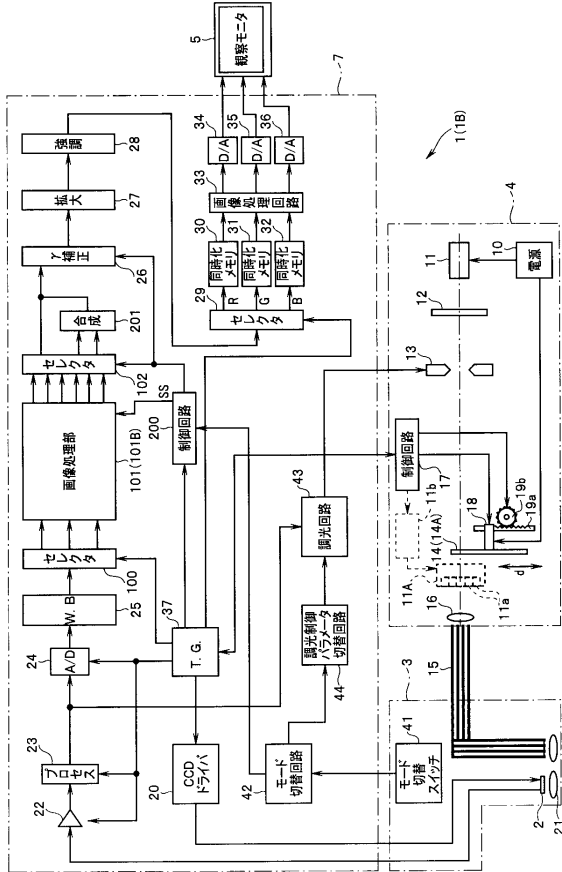 5
観察モニタ
7
34
35
36
D/A
D/A
D/A
33
画像処理回路
30
31
32
同時化メモリ
同時化メモリ
同時化メモリ
29
R
G
B
セレクタ
28
強調
27
拡大
26
γ補正
201
合成
102
セレクタ
SS
200
制御回路
101(101B)
画像処理部
100
セレクタ
25
W.B
24
A/D
23
プロセス
22
37
T.G.
20
CCD
ドライバ
42
モード
切替回路
43
調光回路
44
調光制御
パラメータ
切替回路
41
モード
切替
スイッチ
3
2
21
15
16
1(1B)
4
10
電源
11
12
13
制御回路
17
11b
18
19b
19a
14(14A)
11A
11a
d